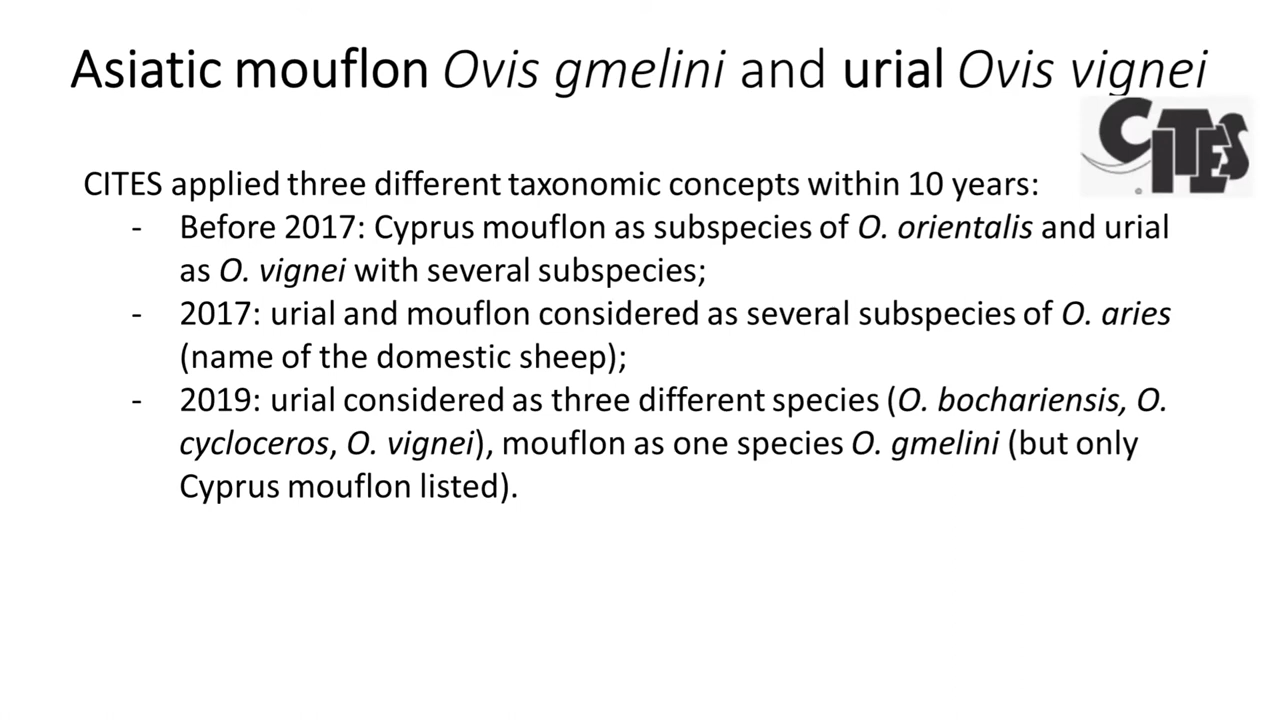 Asiatic mouflon Ovis gmelini and urial Ovis vignei
CITES
CITES applied three different taxonomic concepts within 10 years:
- Before 2017: Cyprus mouflon as subspecies of O. orientalis and urial
as O. vignei with several subspecies;
- 2017: urial and mouflon considered as several subspecies of O. aries
(name of the domestic sheep);
- 2019: urial considered as three different species (O. bochariensis, O.
cycloceros, O. vignei), mouflon as one species O. gmelini (but only
Cyprus mouflon listed).